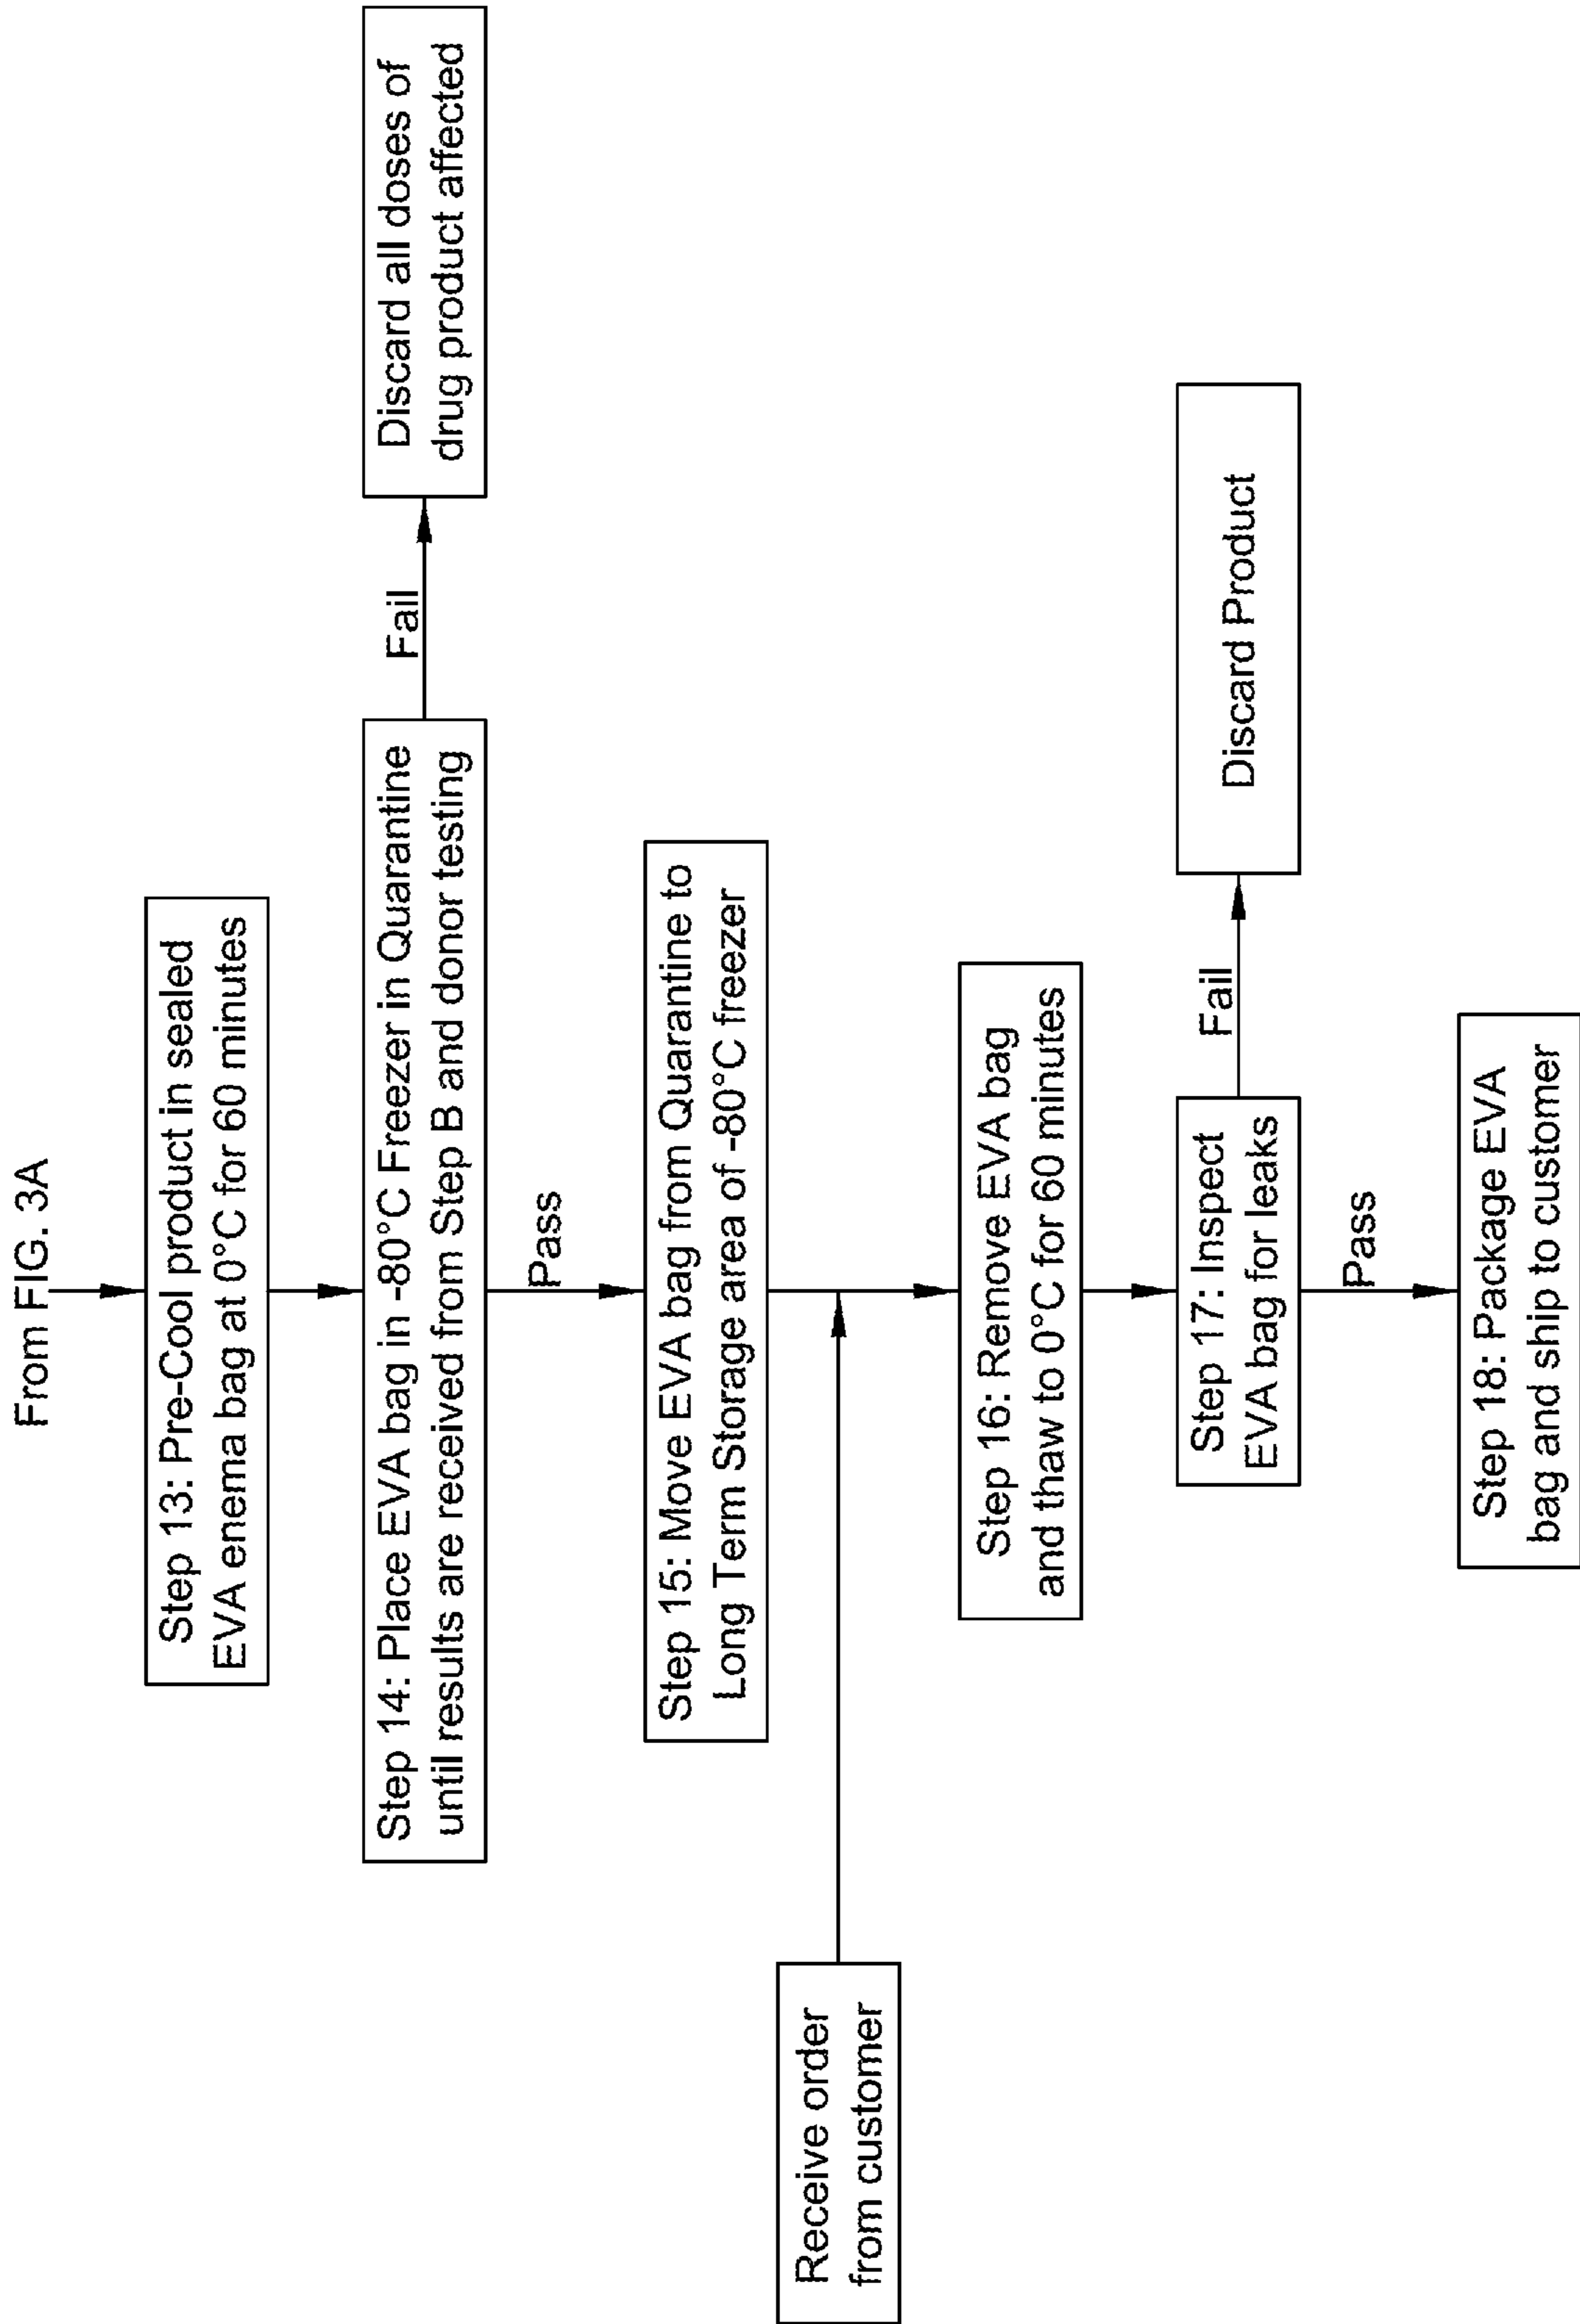 From FIG. 3A
Step 13: Pre-Cool product in sealed
EVA enema bag at 0°C for 60 minutes
Step 14: Place EVA bag in -80°C Freezer in Quarantine
until results are received from Step B and donor testing
Fail
Discard all doses of
drug product affected
Pass
Step 15: Move EVA bag from Quarantine to
Long Term Storage area of -80°C freezer
Receive order
from customer
Step 16: Remove EVA bag
and thaw to 0°C for 60 minutes
Step 17: Inspect
EVA bag for leaks
Fail
Discard Product
Pass
Step 18: Package EVA
bag and ship to customer